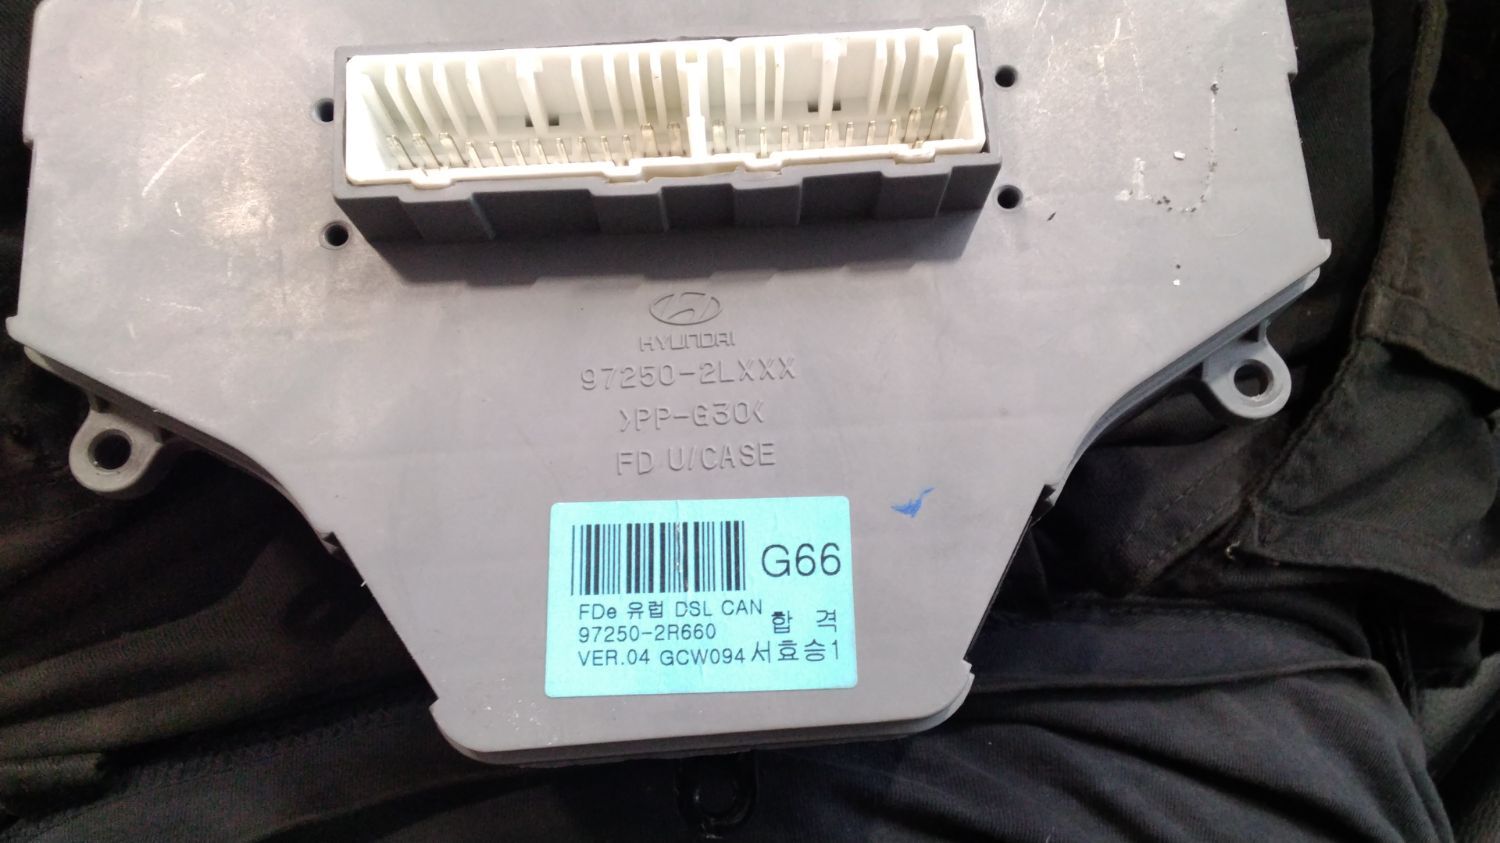 HYUNDAI
97250-2LXXX
>PP-G30<
FD U/CASE
G66
FDe 유럽 DSL CAN
97250-2R660
합 격
VER.04 GCW094 서효승1